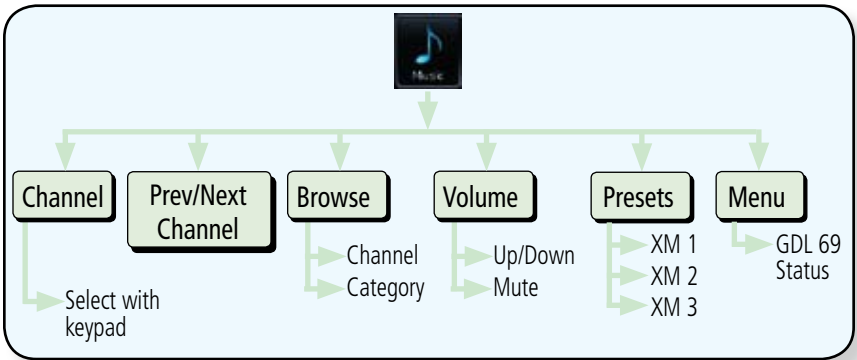 Music
Channel
Select with
keypad
Prev/Next
Channel
Browse
Channel
Category
Volume
Up/Down
Mute
Presets
XM 1
XM 2
XM 3
Menu
GDL 69
Status